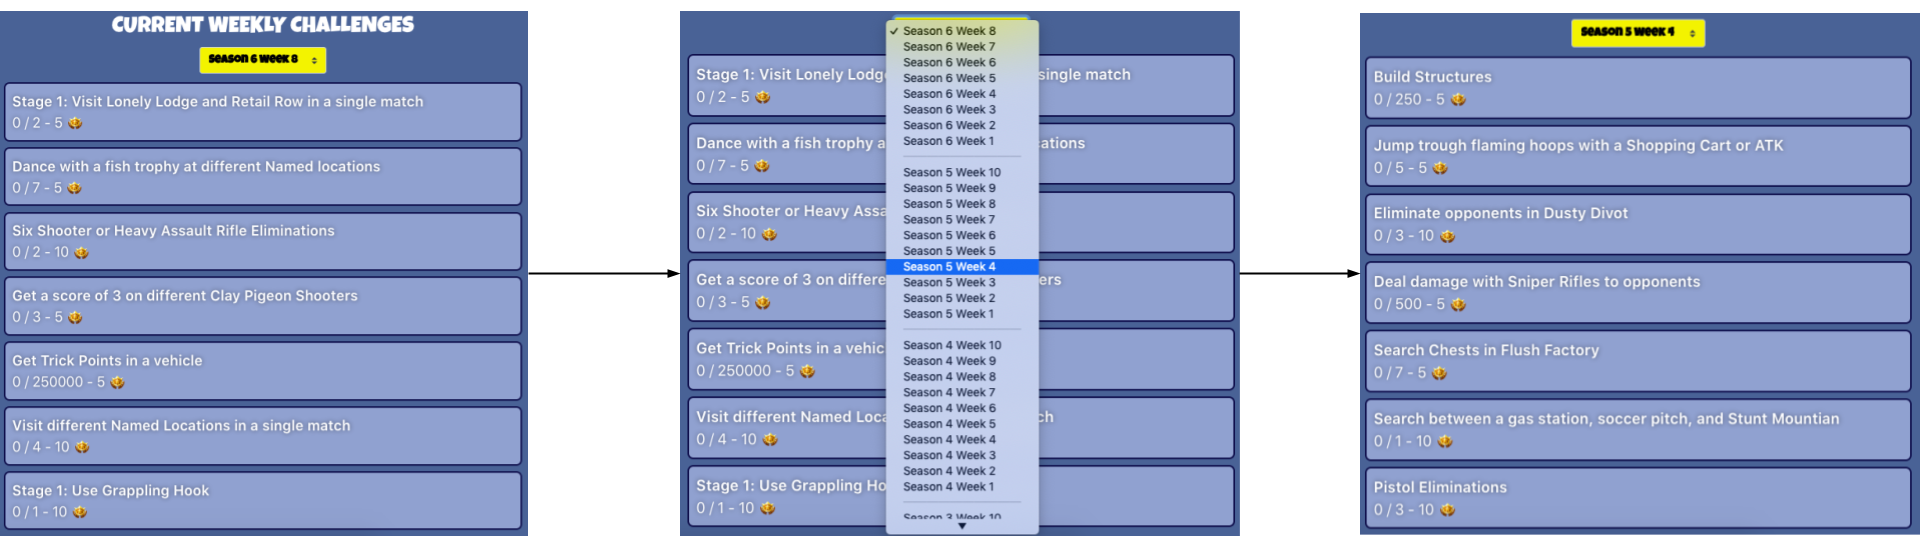 CURRENT WEEKLY CHALLENGES
Season 6 Week 8
Stage 1: Visit Lonely Lodge and Retail Row in a single match
0 / 2 - 5
Dance with a fish trophy at different Named locations
0 / 7 - 5
Six Shooter or Heavy Assault Rifle Eliminations
0 / 2 - 10
Get a score of 3 on different Clay Pigeon Shooters
0 / 3 - 5
Get Trick Points in a vehicle
0 / 250000 - 5
Visit different Named Locations in a single match
0 / 4 - 10
Stage 1: Use Grappling Hook
0 / 1 - 10
Stage 1: Visit Lonely Lodg single match
0 / 2 - 5
Dance with a fish trophy a cations
0 / 7 - 5
Six Shooter or Heavy Assa
0 / 2 - 10
Get a score of 3 on differe ers
0 / 3 - 5
Get Trick Points in a vehic
0 / 250000 - 5
Visit different Named Loca ch
0 / 4 - 10
Stage 1: Use Grappling Ho
0 / 1 - 10
✓ Season 6 Week 8
Season 6 Week 7
Season 6 Week 6
Season 6 Week 5
Season 6 Week 4
Season 6 Week 3
Season 6 Week 2
Season 6 Week 1
Season 5 Week 10
Season 5 Week 9
Season 5 Week 8
Season 5 Week 7
Season 5 Week 6
Season 5 Week 5
Season 5 Week 4
Season 5 Week 3
Season 5 Week 2
Season 5 Week 1
Season 4 Week 10
Season 4 Week 9
Season 4 Week 8
Season 4 Week 7
Season 4 Week 6
Season 4 Week 5
Season 4 Week 4
Season 4 Week 3
Season 4 Week 2
Season 4 Week 1
Season 3 Week 10
Season 5 Week 4
Build Structures
0 / 250 - 5
Jump trough flaming hoops with a Shopping Cart or ATK
0 / 5 - 5
Eliminate opponents in Dusty Divot
0 / 3 - 10
Deal damage with Sniper Rifles to opponents
0 / 500 - 5
Search Chests in Flush Factory
0 / 7 - 5
Search between a gas station, soccer pitch, and Stunt Mountian
0 / 1 - 10
Pistol Eliminations
0 / 3 - 10